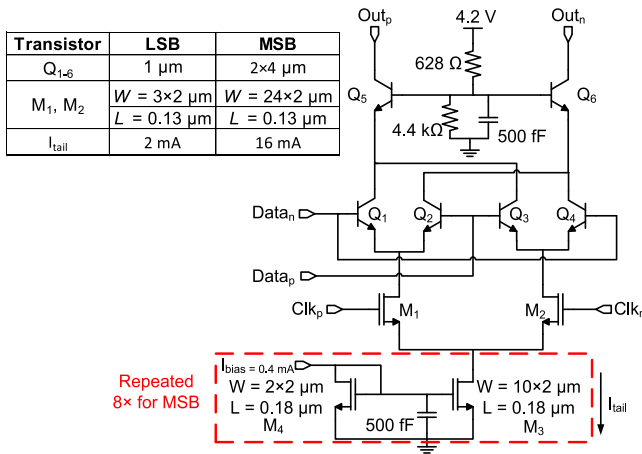 Transistor LSB MSB
Q1-6 1 µm 2×4 µm
M1, M2 W = 3×2 µm W = 24×2 µm
L = 0.13 µm L = 0.13 µm
Itail 2 mA 16 mA
Outp
4.2 V
Outn
628 Ω
Q5
Q6
4.4 kΩ
500 fF
Datan
Q1
Q2
Q3
Q4
Datap
Clkp
M1
M2
Clkn
Repeated
8× for MSB
Ibias = 0.4 mA
W = 2×2 µm
L = 0.18 µm
M4
500 fF
W = 10×2 µm
L = 0.18 µm
M3
Itail